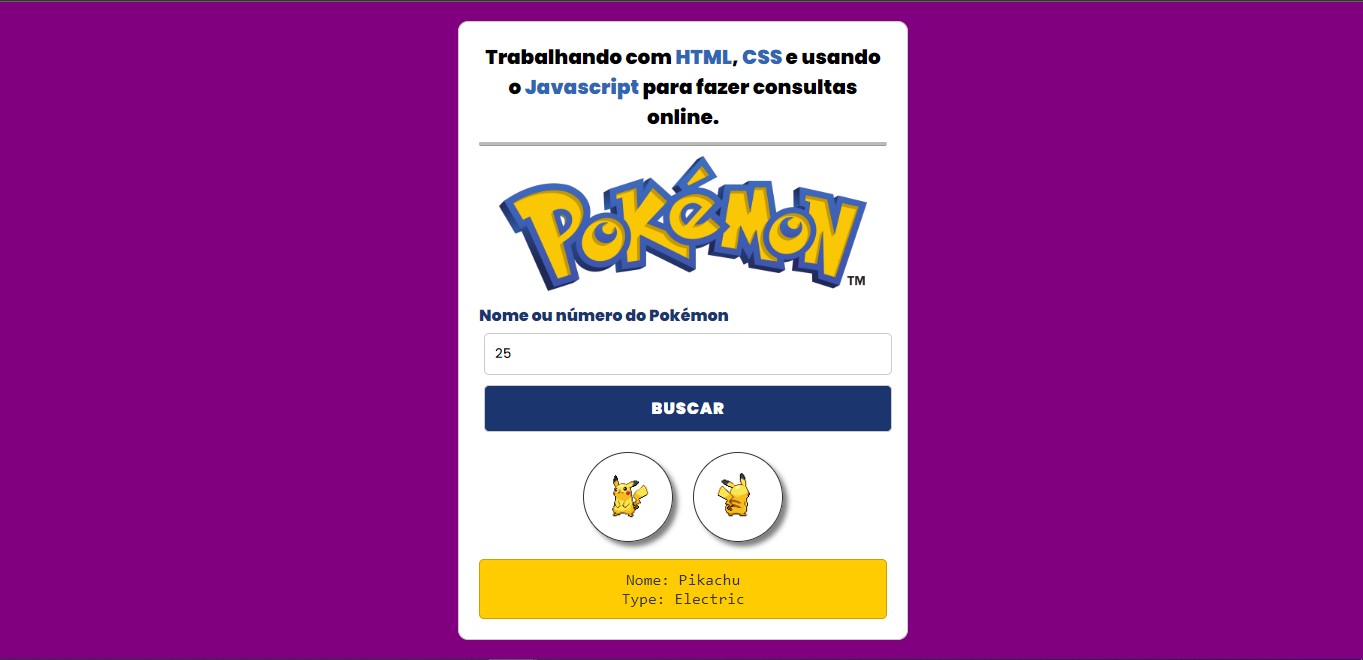 Trabalhando com HTML, CSS e usando
o Javascript para fazer consultas
online.
POKéMON
TM
Nome ou número do Pokémon
25
BUSCAR
Nome: Pikachu
Type: Electric